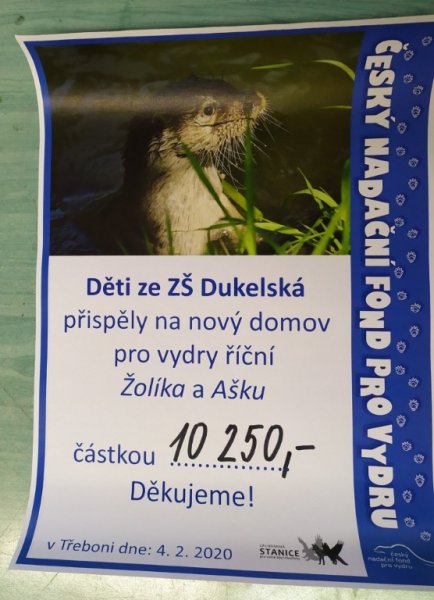 ČESKÝ NADAČNÍ FOND PRO VYDRU
Děti ze ZŠ Dukelská
přispěly na nový domov
pro vydry říční
Žolíka a Ašku
částkou 10 250,-
Děkujeme!
v Třeboni dne: 4. 2. 2020
STANICE
český
nadační fond
pro vydru